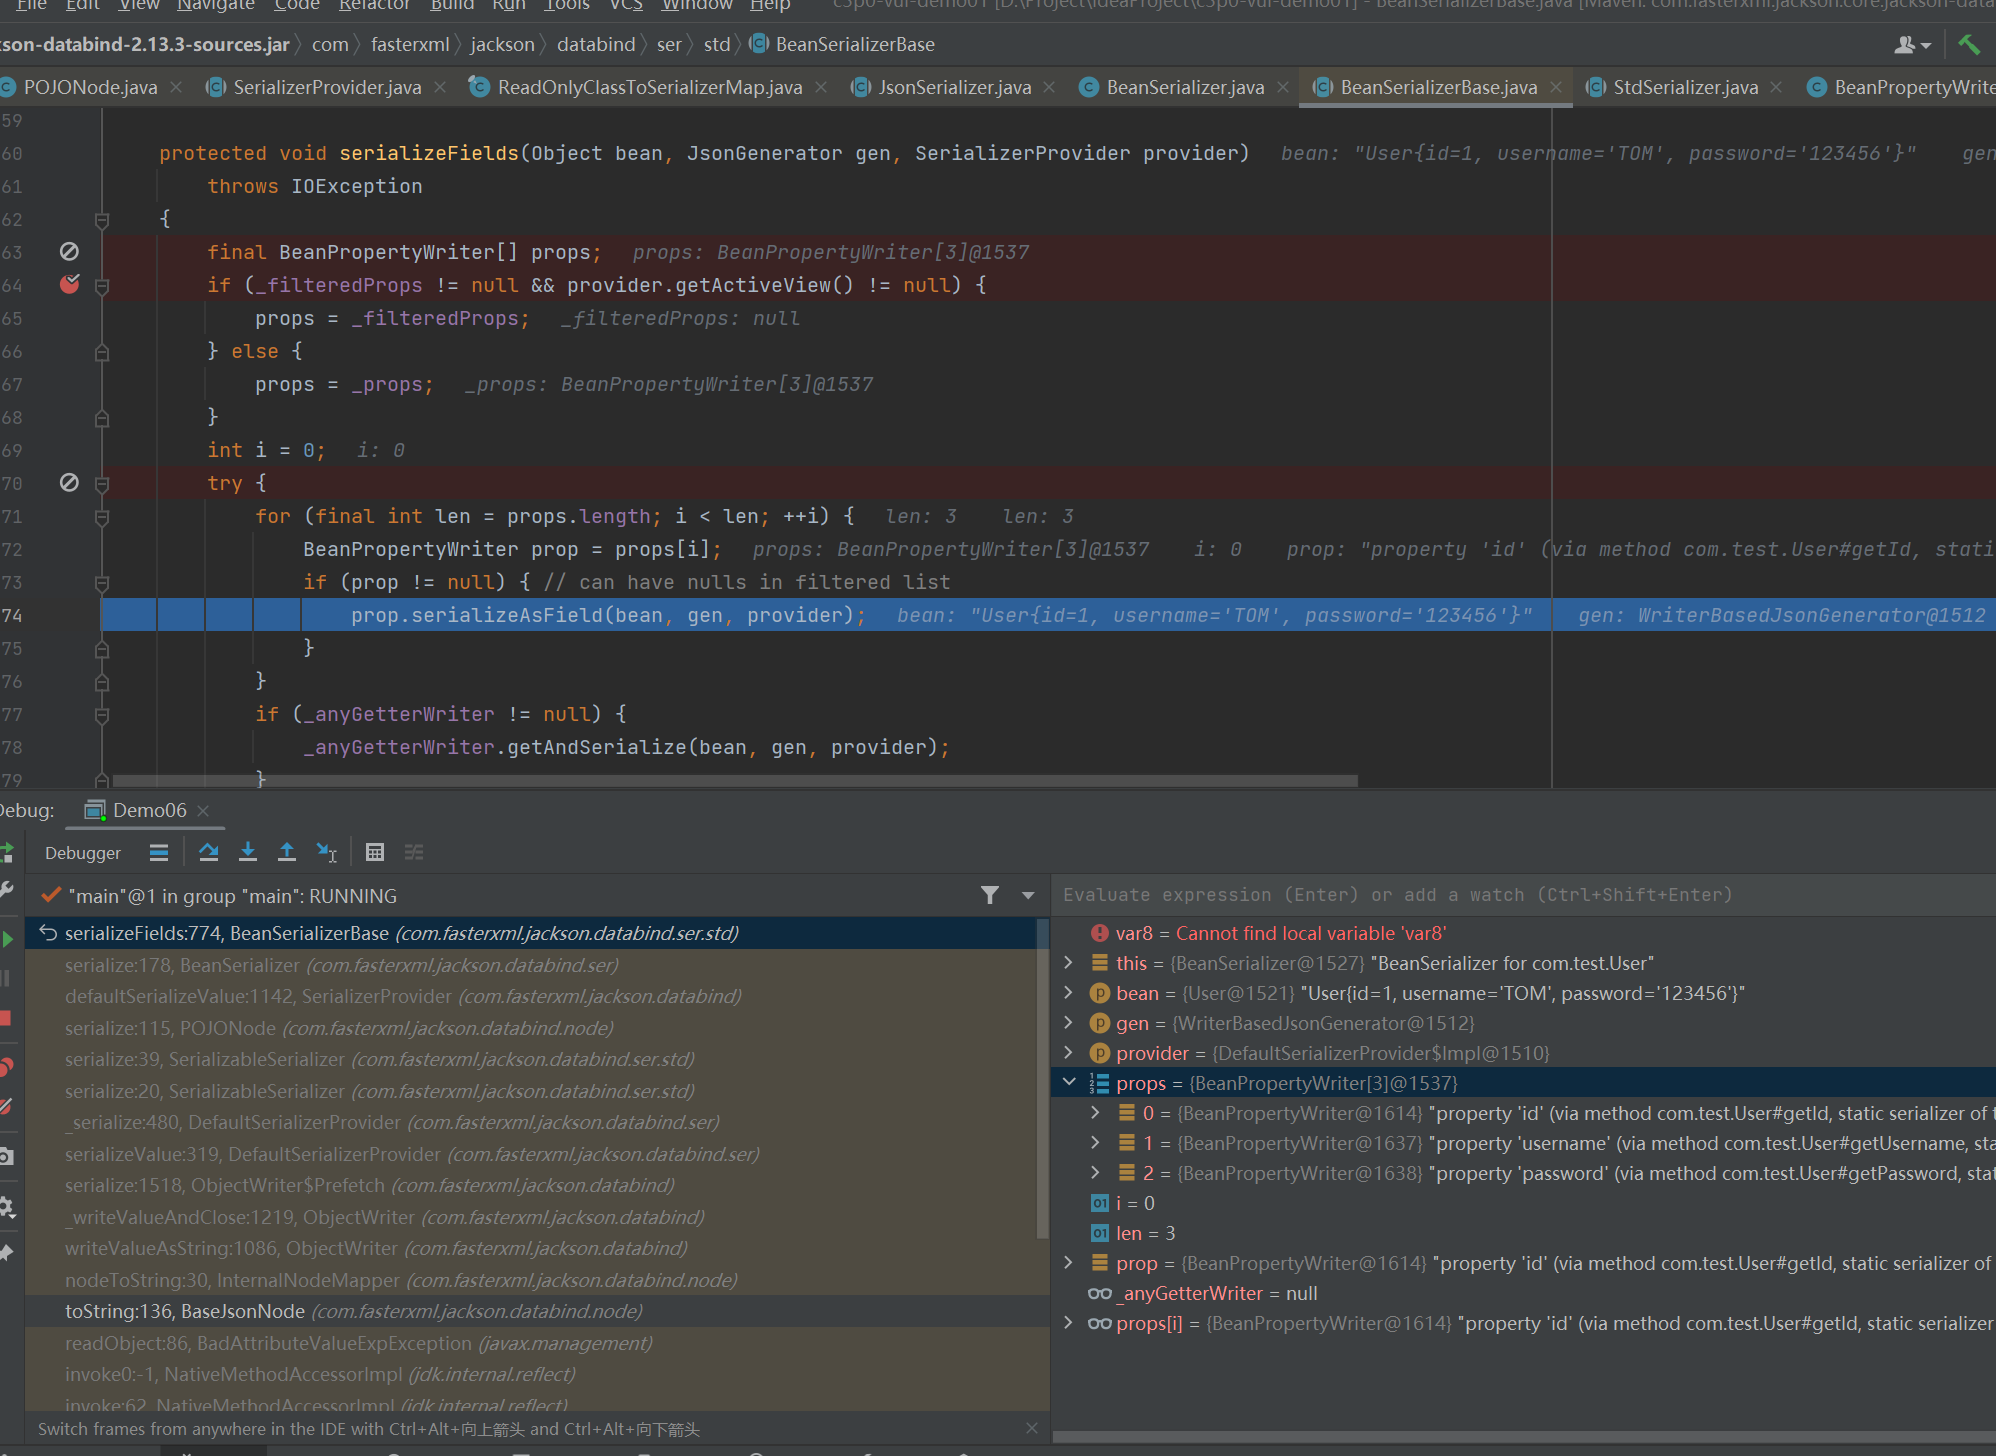 File Edit View Navigate Code Refactor Build Run Tools VCS Window Help c3p0-vul-demo01 [D:\Project\IdeaProject\c3p0-vul-demo01] - BeanSerializerBase.java [Maven: com.fasterxml.jackson.core:jackson-data
kson-databind-2.13.3-sources.jar com fasterxml jackson databind ser std BeanSerializerBase
POJONode.java SerializerProvider.java ReadOnlyClassToSerializerMap.java JsonSerializer.java BeanSerializer.java BeanSerializerBase.java StdSerializer.java BeanPropertyWrite
59
60 protected void serializeFields(Object bean, JsonGenerator gen, SerializerProvider provider) bean: "User{id=1, username='TOM', password='123456'}" gen
61 throws IOException
62 {
63 final BeanPropertyWriter[] props; props: BeanPropertyWriter[3]@1537
64 if (_filteredProps != null && provider.getActiveView() != null) {
65 props = _filteredProps; _filteredProps: null
66 } else {
67 props = _props; _props: BeanPropertyWriter[3]@1537
68 }
69 int i = 0; i: 0
70 try {
71 for (final int len = props.length; i < len; ++i) { len: 3 len: 3
72 BeanPropertyWriter prop = props[i]; props: BeanPropertyWriter[3]@1537 i: 0 prop: "property 'id' (via method com.test.User#getId, stati
73 if (prop != null) { // can have nulls in filtered list
74 prop.serializeAsField(bean, gen, provider); bean: "User{id=1, username='TOM', password='123456'}" gen: WriterBasedJsonGenerator@1512
75 }
76 }
77 if (_anyGetterWriter != null) {
78 _anyGetterWriter.getAndSerialize(bean, gen, provider);
79 }
Debug: Demo06
Debugger
"main"@1 in group "main": RUNNING
serializeFields:774, BeanSerializerBase (com.fasterxml.jackson.databind.ser.std)
serialize:178, BeanSerializer (com.fasterxml.jackson.databind.ser)
defaultSerializeValue:1142, SerializerProvider (com.fasterxml.jackson.databind)
serialize:115, POJONode (com.fasterxml.jackson.databind.node)
serialize:39, SerializableSerializer (com.fasterxml.jackson.databind.ser.std)
serialize:20, SerializableSerializer (com.fasterxml.jackson.databind.ser.std)
_serialize:480, DefaultSerializerProvider (com.fasterxml.jackson.databind.ser)
serializeValue:319, DefaultSerializerProvider (com.fasterxml.jackson.databind.ser)
serialize:1518, ObjectWriter$Prefetch (com.fasterxml.jackson.databind)
_writeValueAndClose:1219, ObjectWriter (com.fasterxml.jackson.databind)
writeValueAsString:1086, ObjectWriter (com.fasterxml.jackson.databind)
nodeToString:30, InternalNodeMapper (com.fasterxml.jackson.databind.node)
toString:136, BaseJsonNode (com.fasterxml.jackson.databind.node)
readObject:86, BadAttributeValueExpException (javax.management)
invoke0:-1, NativeMethodAccessorImpl (jdk.internal.reflect)
invoke:62, NativeMethodAccessorImpl (jdk.internal.reflect)
Switch frames from anywhere in the IDE with Ctrl+Alt+向上箭头 and Ctrl+Alt+向下箭头
Evaluate expression (Enter) or add a watch (Ctrl+Shift+Enter)
var8 = Cannot find local variable 'var8'
this = {BeanSerializer@1527} "BeanSerializer for com.test.User"
bean = {User@1521} "User{id=1, username='TOM', password='123456'}"
gen = {WriterBasedJsonGenerator@1512}
provider = {DefaultSerializerProvider$Impl@1510}
props = {BeanPropertyWriter[3]@1537}
0 = {BeanPropertyWriter@1614} "property 'id' (via method com.test.User#getId, static serializer of t
1 = {BeanPropertyWriter@1637} "property 'username' (via method com.test.User#getUsername, sta
2 = {BeanPropertyWriter@1638} "property 'password' (via method com.test.User#getPassword, stat
i = 0
len = 3
prop = {BeanPropertyWriter@1614} "property 'id' (via method com.test.User#getId, static serializer of
_anyGetterWriter = null
props[i] = {BeanPropertyWriter@1614} "property 'id' (via method com.test.User#getId, static serializer